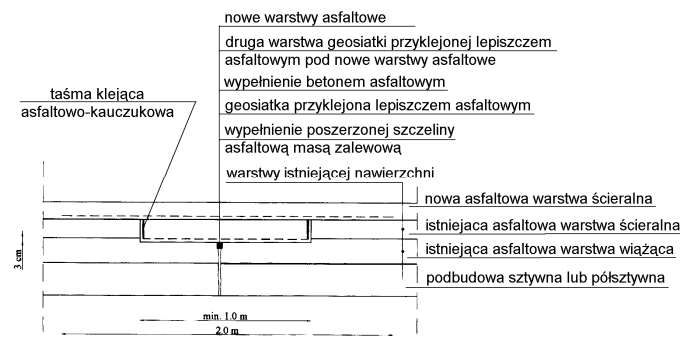 nowe warstwy asfaltowe
druga warstwa geosiatki przyklejonej lepiszczem
asfaltowym pod nowe warstwy asfaltowe
wypełnienie betonem asfaltowym
geosiatka przyklejona lepiszczem asfaltowym
wypełnienie poszerzonej szczeliny
asfaltową masą zalewową
warstwy istniejącej nawierzchni
taśma klejąca
asfaltowo-kauczukowa
nowa asfaltowa warstwa ścieralna
istniejaca asfaltowa warstwa ścieralna
istniejąca asfaltowa warstwa wiążąca
podbudowa sztywna lub półsztywna
3 cm
min. 1.0 m
2.0 m